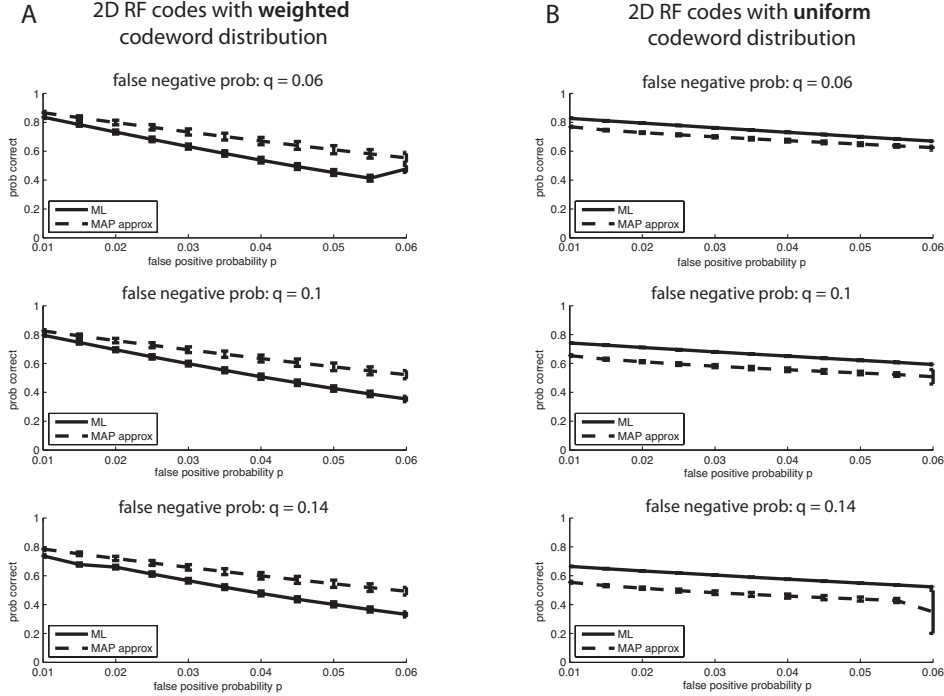 A
2D RF codes with weighted
codeword distribution
false negative prob: q = 0.06
prob correct
1
0.8
0.6
0.4
0.2
0
ML
MAP approx
0.01
0.02
0.03
0.04
0.05
0.06
false positive probability p
false negative prob: q = 0.1
prob correct
1
0.8
0.6
0.4
0.2
0
ML
MAP approx
0.01
0.02
0.03
0.04
0.05
0.06
false positive probability p
false negative prob: q = 0.14
prob correct
1
0.8
0.6
0.4
0.2
0
ML
MAP approx
0.01
0.02
0.03
0.04
0.05
0.06
false positive probability p
B
2D RF codes with uniform
codeword distribution
false negative prob: q = 0.06
prob correct
1
0.8
0.6
0.4
0.2
0
ML
MAP approx
0.01
0.02
0.03
0.04
0.05
0.06
false positive probability p
false negative prob: q = 0.1
prob correct
1
0.8
0.6
0.4
0.2
0
ML
MAP approx
0.01
0.02
0.03
0.04
0.05
0.06
false positive probability p
false negative prob: q = 0.14
prob correct
1
0.8
0.6
0.4
0.2
0
ML
MAP approx
0.01
0.02
0.03
0.04
0.05
0.06
false positive probability p